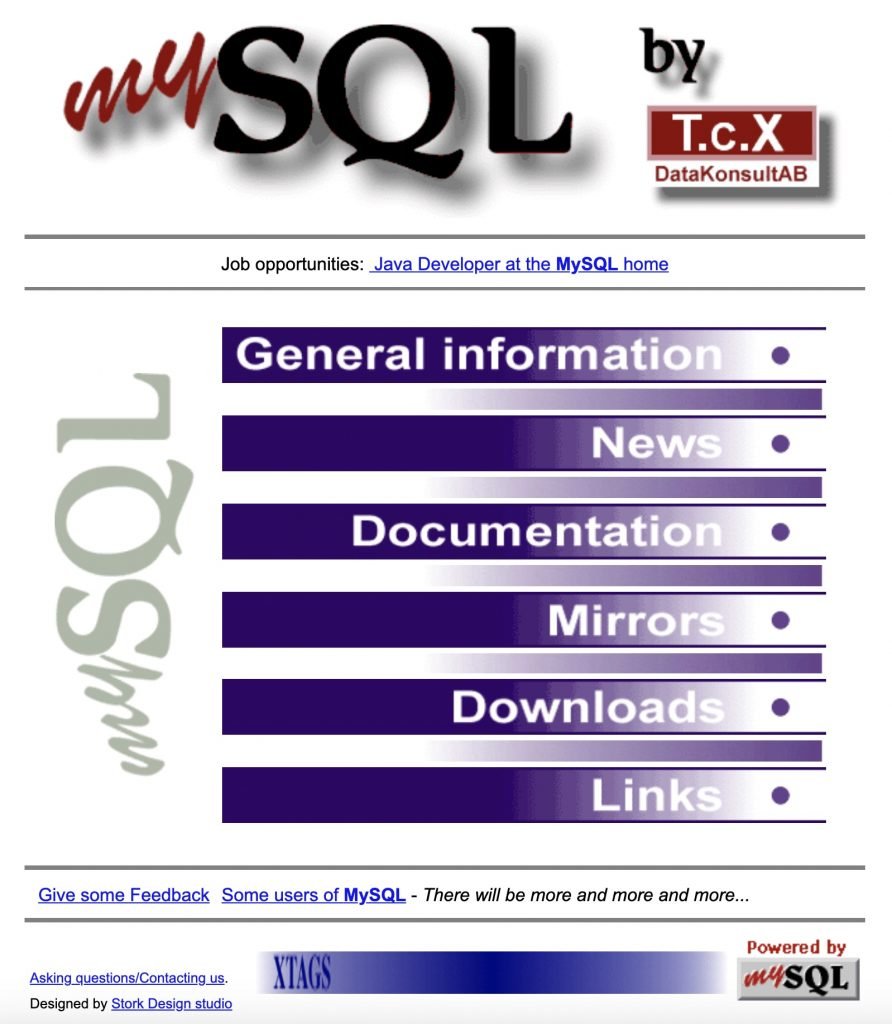 mySQL by
T.c.X
DataKonsultAB
Job opportunities: Java Developer at the MySQL home
General information
News
Documentation
Mirrors
Downloads
Links
mySQL
Give some Feedback Some users of MySQL - There will be more and more and more...
Asking questions/Contacting us.
Designed by Stork Design studio
XTAGS
Powered by
mySQL